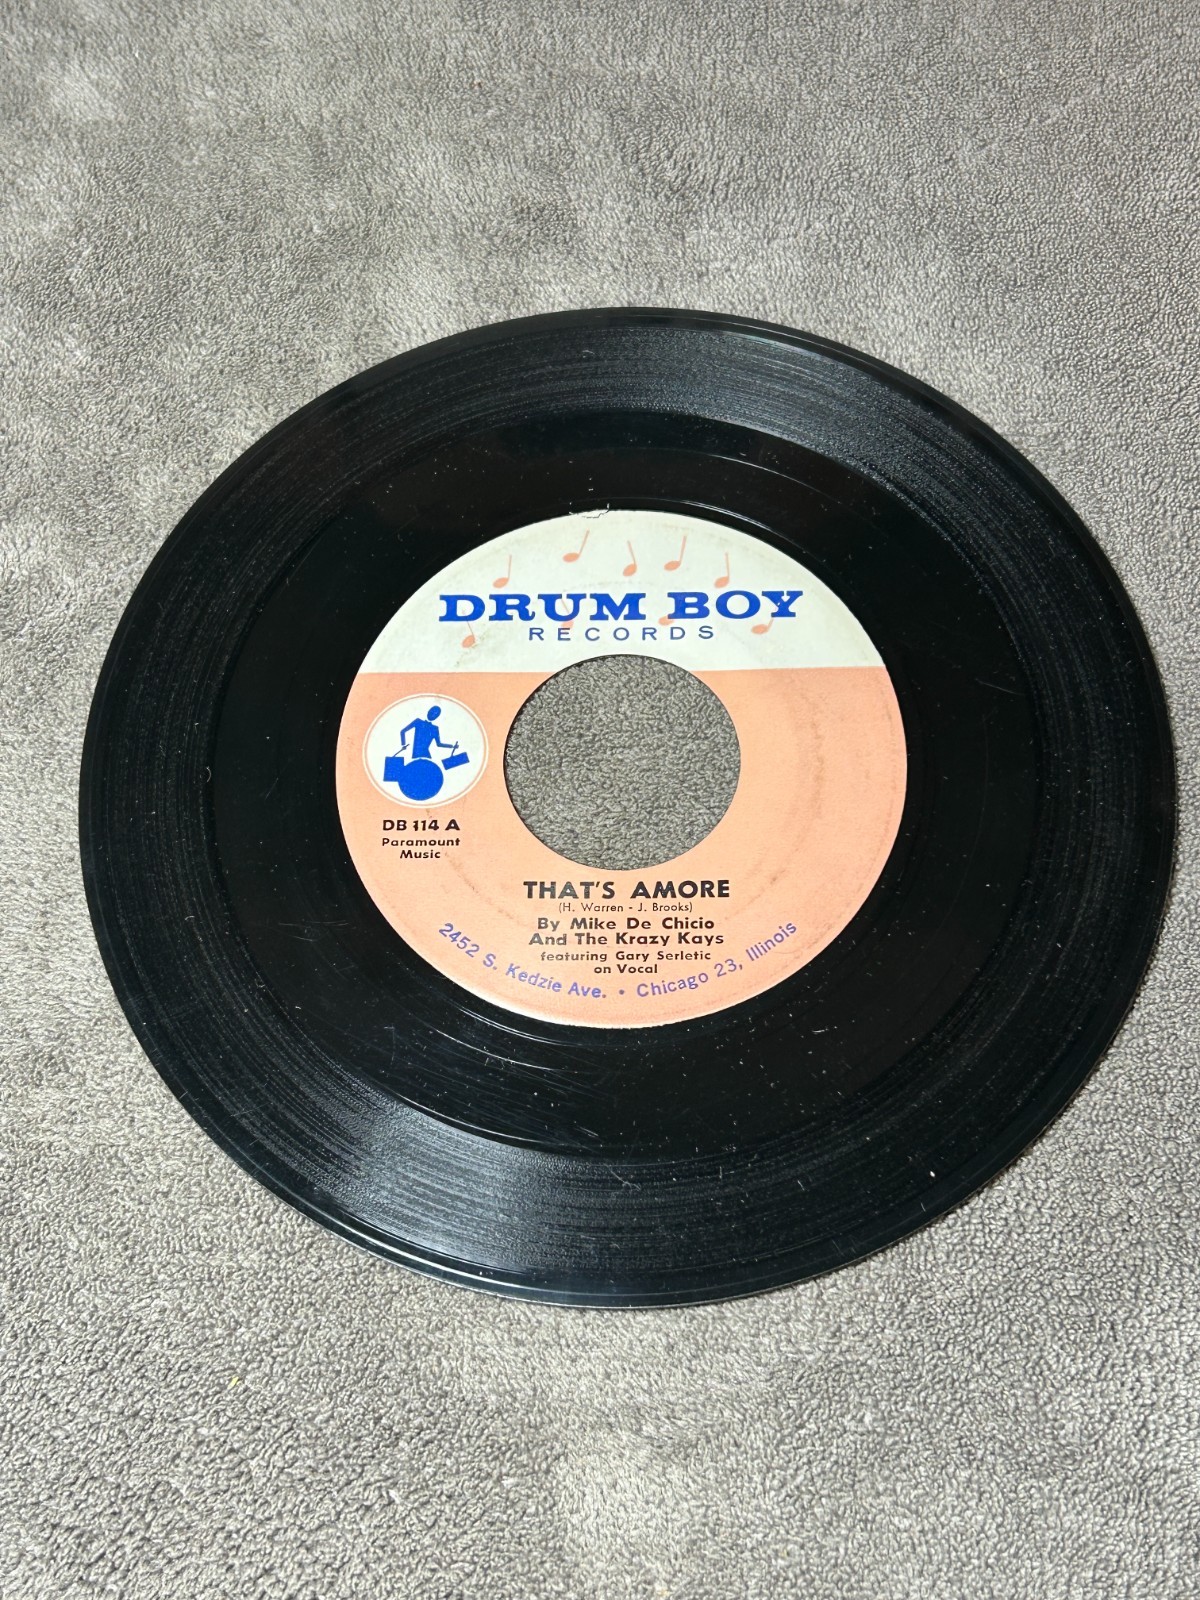 DRUM BOY
RECORDS
DB 114 A
Paramount
Music
THAT'S AMORE
(H. Warren - J. Brooks)
By Mike De Chicio
And The Krazy Kays
featuring Gary Serletic
on Vocal
2452 S. Kedzie Ave. • Chicago 23, Illinois